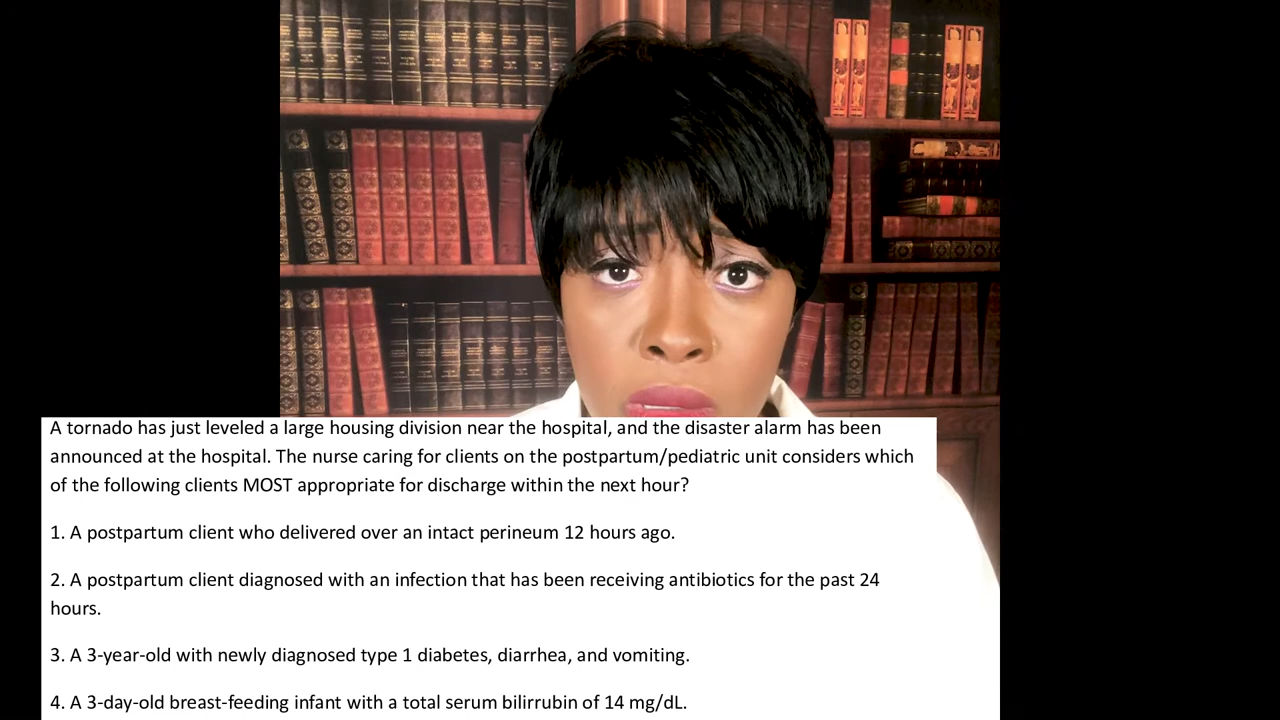 A tornado has just leveled a large housing division near the hospital, and the disaster alarm has been
announced at the hospital. The nurse caring for clients on the postpartum/pediatric unit considers which
of the following clients MOST appropriate for discharge within the next hour?
1. A postpartum client who delivered over an intact perineum 12 hours ago.
2. A postpartum client diagnosed with an infection that has been receiving antibiotics for the past 24
hours.
3. A 3-year-old with newly diagnosed type 1 diabetes, diarrhea, and vomiting.
4. A 3-day-old breast-feeding infant with a total serum bilirrubin of 14 mg/dL.